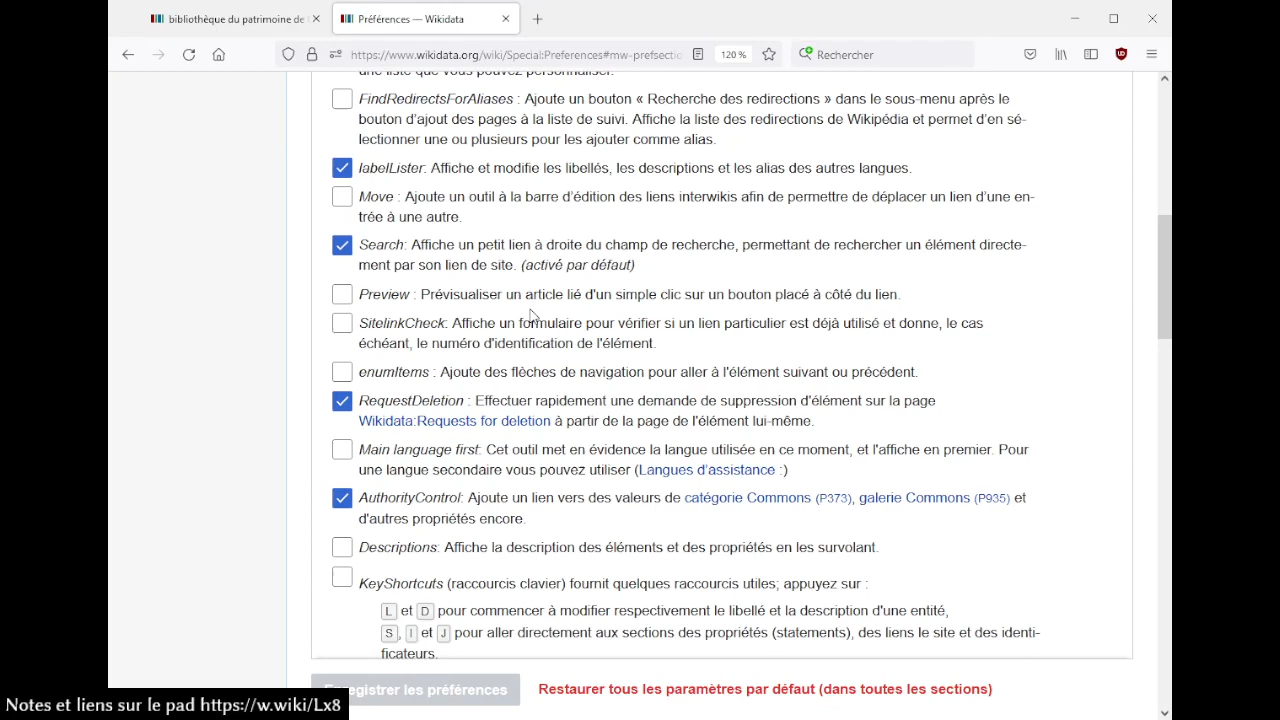 bibliothèque du patrimoine de
Préférences — Wikidata
https://www.wikidata.org/wiki/Special:Preferences#mw-prefsectic
120 %
Rechercher
une liste que vous pouvez personnaliser.
FindRedirectsForAliases : Ajoute un bouton « Recherche des redirections » dans le sous-menu après le
bouton d'ajout des pages à la liste de suivi. Affiche la liste des redirections de Wikipédia et permet d'en sé-
lectionner une ou plusieurs pour les ajouter comme alias.
labelLister: Affiche et modifie les libellés, les descriptions et les alias des autres langues.
Move : Ajoute un outil à la barre d'édition des liens interwikis afin de permettre de déplacer un lien d'une en-
trée à une autre.
Search: Affiche un petit lien à droite du champ de recherche, permettant de rechercher un élément directe-
ment par son lien de site. (activé par défaut)
Preview : Prévisualiser un article lié d'un simple clic sur un bouton placé à côté du lien.
SitelinkCheck: Affiche un formulaire pour vérifier si un lien particulier est déjà utilisé et donne, le cas
échéant, le numéro d'identification de l'élément.
enumItems : Ajoute des flèches de navigation pour aller à l'élément suivant ou précédent.
RequestDeletion : Effectuer rapidement une demande de suppression d'élément sur la page
Wikidata:Requests for deletion à partir de la page de l'élément lui-même.
Main language first: Cet outil met en évidence la langue utilisée en ce moment, et l'affiche en premier. Pour
une langue secondaire vous pouvez utiliser (Langues d'assistance :)
AuthorityControl: Ajoute un lien vers des valeurs de catégorie Commons (P373), galerie Commons (P935) et
d'autres propriétés encore.
Descriptions: Affiche la description des éléments et des propriétés en les survolant.
KeyShortcuts (raccourcis clavier) fournit quelques raccourcis utiles; appuyez sur :
L et D pour commencer à modifier respectivement le libellé et la description d'une entité,
S, I et J pour aller directement aux sections des propriétés (statements), des liens le site et des identi-
ficateurs.
Enregistrer les préférences
Restaurer tous les paramètres par défaut (dans toutes les sections)
Notes et liens sur le pad https://w.wiki/Lx8